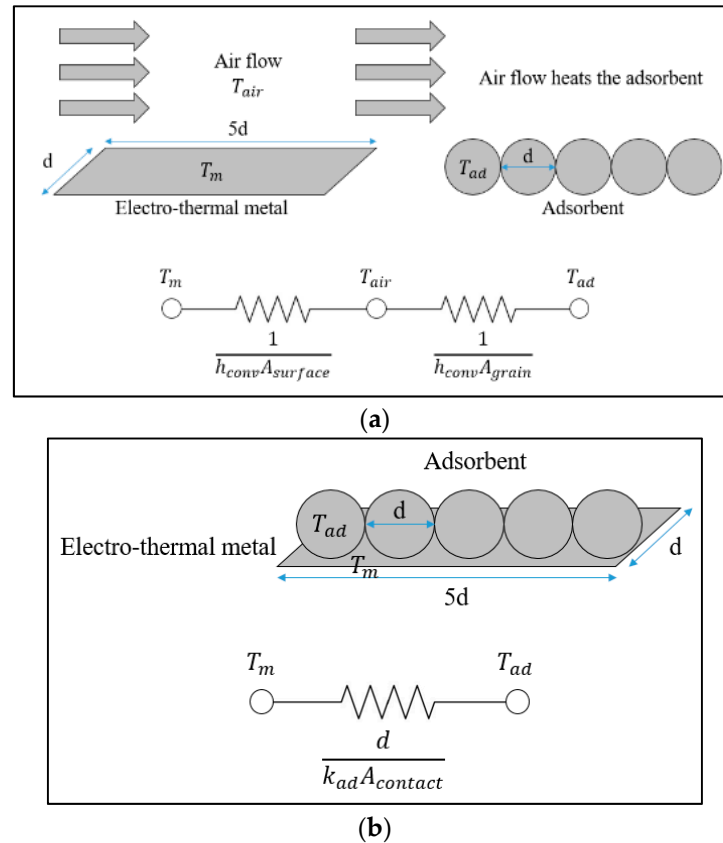 Air flow
T_air
Air flow heats the adsorbent
5d
d
T_m
Electro-thermal metal
T_ad
d
Adsorbent
T_m
T_air
T_ad
1
h_conv A_surface
1
h_conv A_grain
(a)
Adsorbent
T_ad
d
Electro-thermal metal
T_m
d
5d
T_m
T_ad
d
k_ad A_contact
(b)